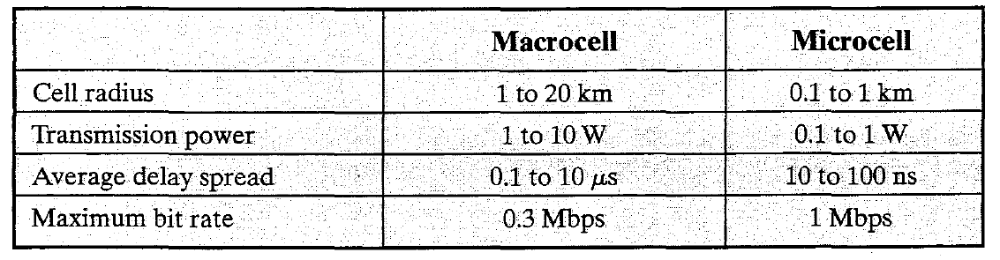 Macrocell Microcell
Cell radius 1 to 20 km 0.1 to 1 km
Transmission power 1 to 10 W 0.1 to 1 W
Average delay spread 0.1 to 10 μs 10 to 100 ns
Maximum bit rate 0.3 Mbps 1 Mbps